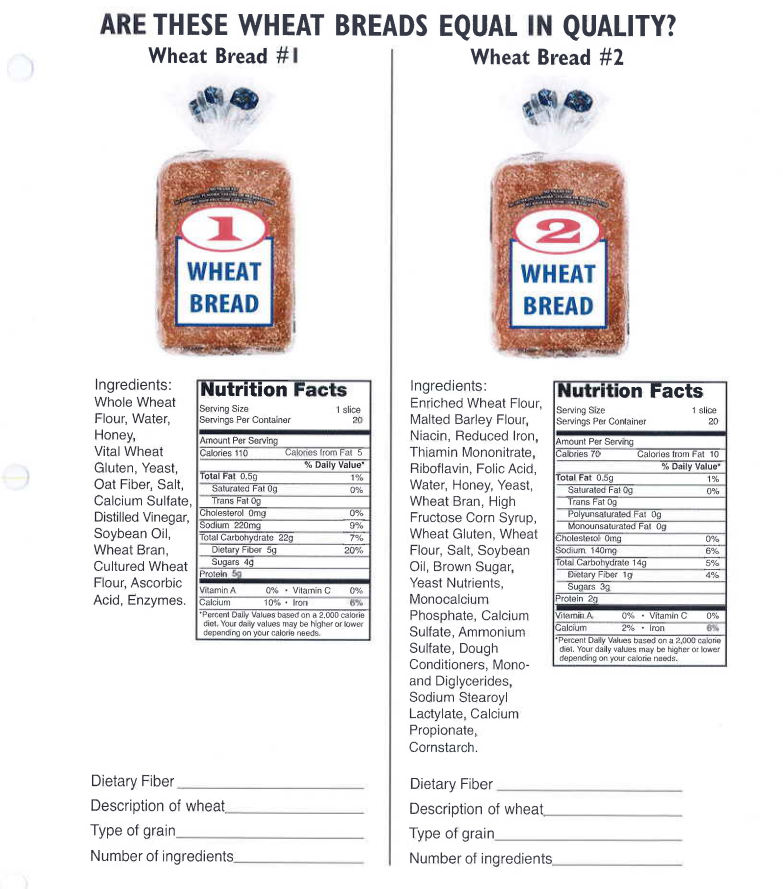 ARE THESE WHEAT BREADS EQUAL IN QUALITY?
Wheat Bread #1
1
WHEAT
BREAD
Ingredients:
Whole Wheat
Flour, Water,
Honey,
Vital Wheat
Gluten, Yeast,
Oat Fiber, Salt,
Calcium Sulfate,
Distilled Vinegar,
Soybean Oil,
Wheat Bran,
Cultured Wheat
Flour, Ascorbic
Acid, Enzymes.
Nutrition Facts
Serving Size 1 slice
Servings Per Container 20
Amount Per Serving
Calories 110 Calories from Fat 5
% Daily Value*
Total Fat 0.5g 1%
Saturated Fat 0g 0%
Trans Fat 0g
Cholesterol 0mg 0%
Sodium 220mg 9%
Total Carbohydrate 22g 7%
Dietary Fiber 5g 20%
Sugars 4g
Protein 5g
Vitamin A 0% • Vitamin C 0%
Calcium 10% • Iron 6%
*Percent Daily Values based on a 2,000 calorie
diet. Your daily values may be higher or lower
depending on your calorie needs.
Dietary Fiber
Description of wheat
Type of grain
Number of ingredients
Wheat Bread #2
2
WHEAT
BREAD
Ingredients:
Enriched Wheat Flour,
Malted Barley Flour,
Niacin, Reduced Iron,
Thiamin Mononitrate,
Riboflavin, Folic Acid,
Water, Honey, Yeast,
Wheat Bran, High
Fructose Corn Syrup,
Wheat Gluten, Wheat
Flour, Salt, Soybean
Oil, Brown Sugar,
Yeast Nutrients,
Monocalcium
Phosphate, Calcium
Sulfate, Ammonium
Sulfate, Dough
Conditioners, Mono-
and Diglycerides,
Sodium Stearoyl
Lactylate, Calcium
Propionate,
Cornstarch.
Nutrition Facts
Serving Size 1 slice
Servings Per Container 20
Amount Per Serving
Calories 70 Calories from Fat 10
% Daily Value*
Total Fat 0.5g 1%
Saturated Fat 0g 0%
Trans Fat 0g
Polyunsaturated Fat 0g
Monounsaturated Fat 0g
Cholesterol 0mg 0%
Sodium 140mg 6%
Total Carbohydrate 14g 5%
Dietary Fiber 1g 4%
Sugars 3g
Protein 2g
Vitamin A 0% • Vitamin C 0%
Calcium 2% • Iron 6%
*Percent Daily Values based on a 2,000 calorie
diet. Your daily values may be higher or lower
depending on your calorie needs.
Dietary Fiber
Description of wheat
Type of grain
Number of ingredients